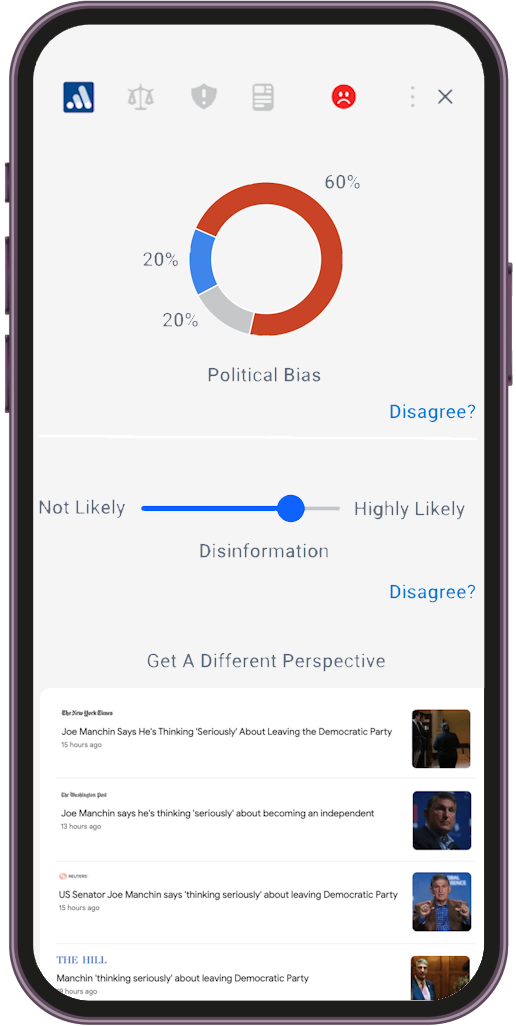 60%
20%
20%
Political Bias
Disagree?
Not Likely
Highly Likely
Disinformation
Disagree?
Get A Different Perspective
The New York Times
Joe Manchin Says He's Thinking 'Seriously' About Leaving the Democratic Party
15 hours ago
The Washington Post
Joe Manchin says he's thinking 'seriously' about becoming an independent
13 hours ago
REUTERS
US Senator Joe Manchin says 'thinking seriously' about leaving Democratic Party
15 hours ago
THE HILL
Manchin 'thinking seriously' about leaving Democratic Party
hours ago